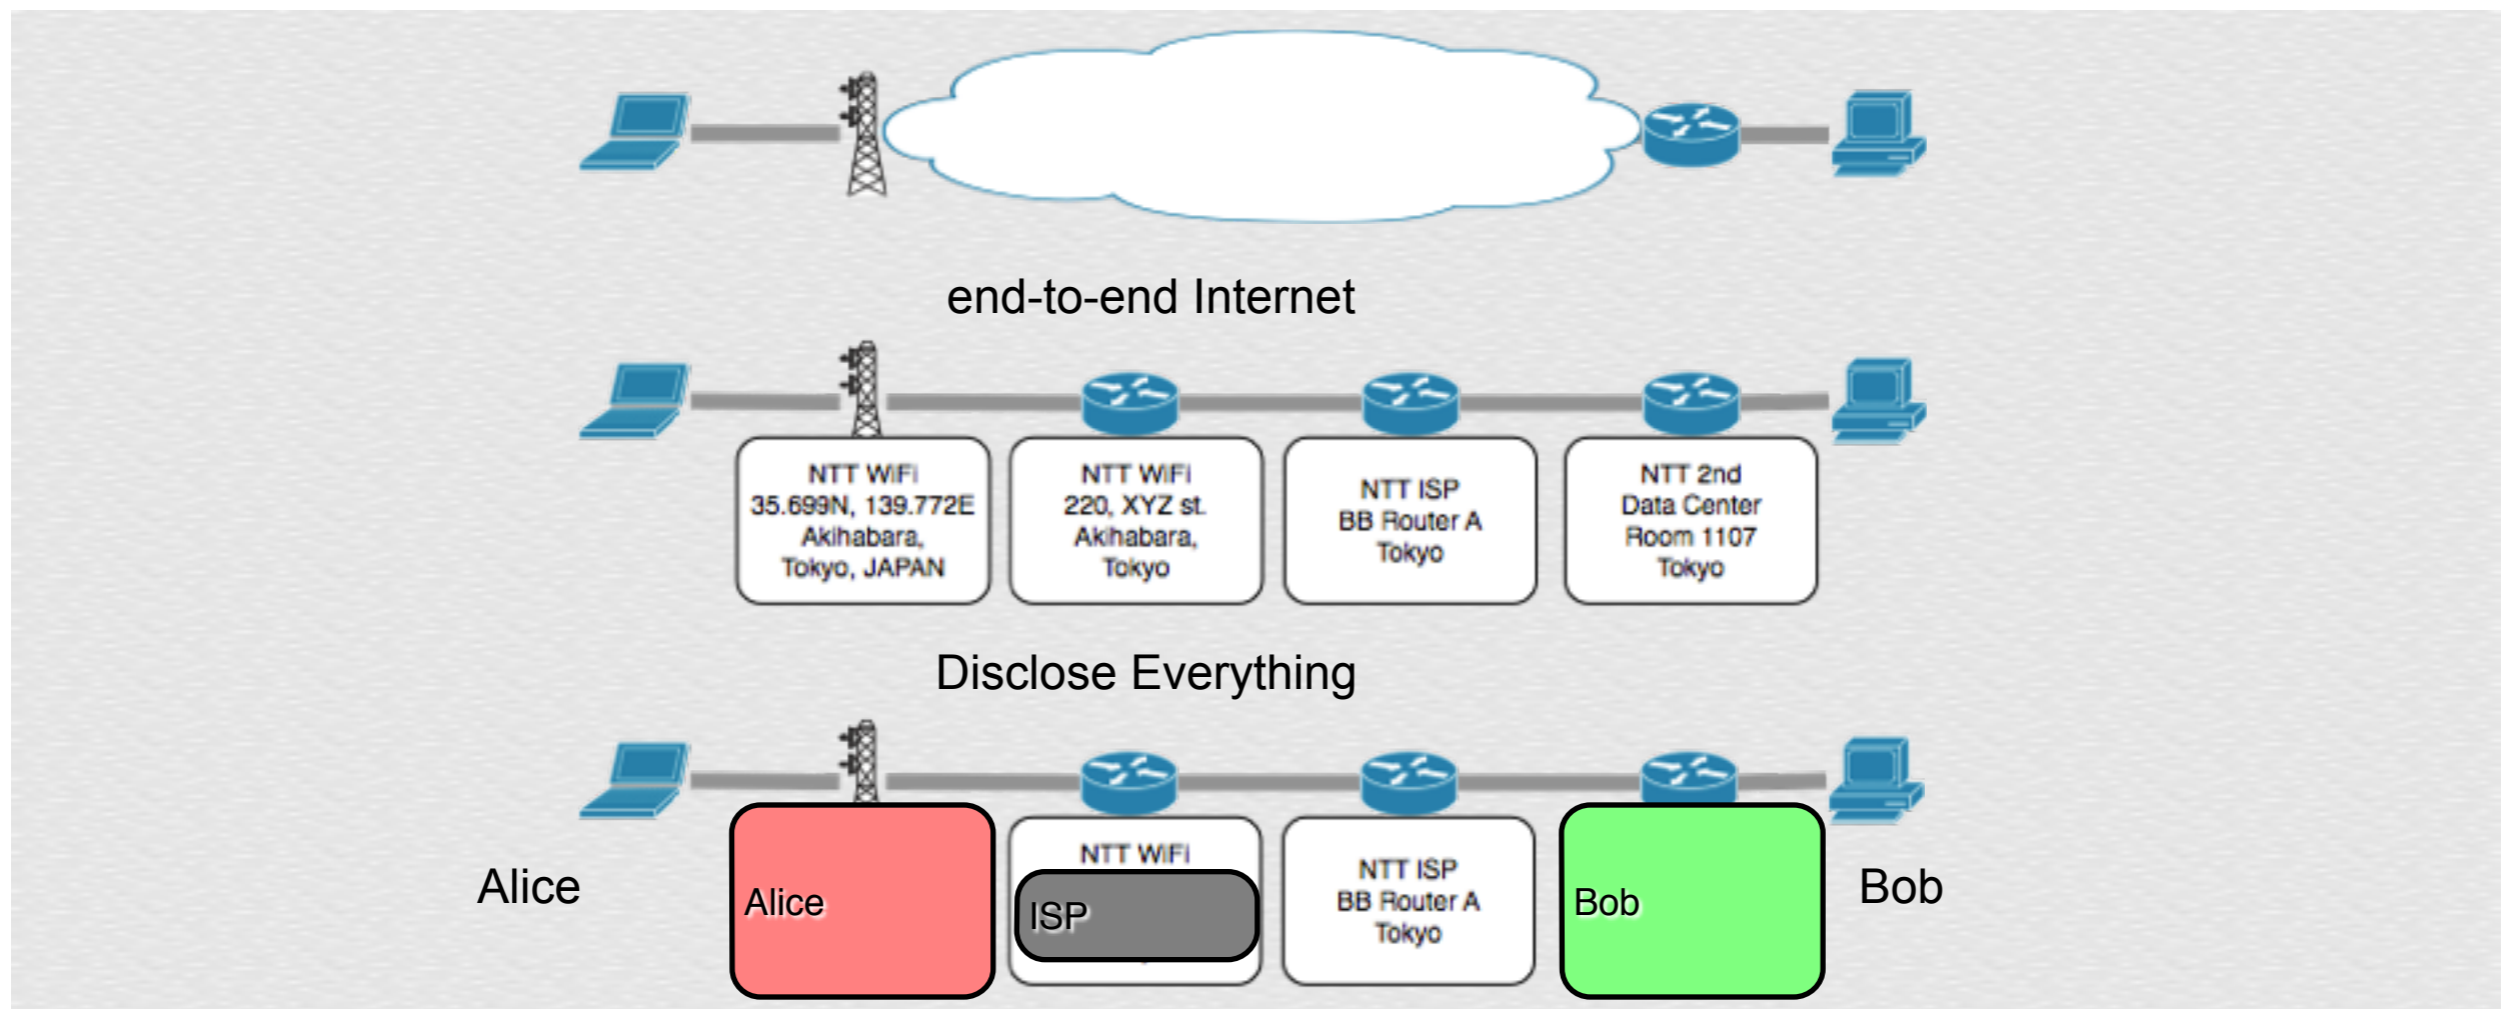 end-to-end Internet
NTT WiFi
35.699N, 139.772E
Akihabara,
Tokyo, JAPAN
NTT WiFi
220, XYZ st.
Akihabara,
Tokyo
NTT ISP
BB Router A
Tokyo
NTT 2nd
Data Center
Room 1107
Tokyo
Disclose Everything
Alice
Alice
NTT WiFi
ISP
NTT ISP
BB Router A
Tokyo
Bob
Bob